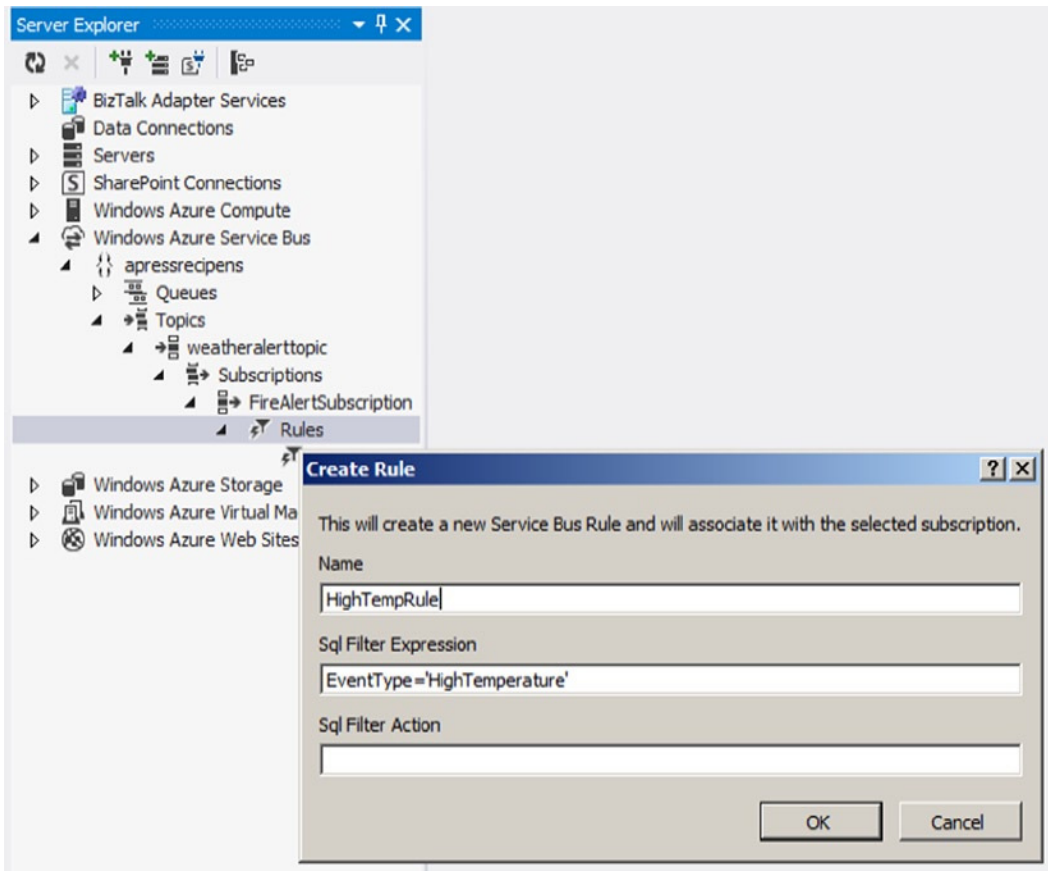 Server Explorer
BizTalk Adapter Services
Data Connections
Servers
SharePoint Connections
Windows Azure Compute
Windows Azure Service Bus
apressrecipens
Queues
Topics
weatheralerttopic
Subscriptions
FireAlertSubscription
Rules
Windows Azure Storage
Windows Azure Virtual Ma
Windows Azure Web Sites
Create Rule
This will create a new Service Bus Rule and will associate it with the selected subscription.
Name
HighTempRule
Sql Filter Expression
EventType='HighTemperature'
Sql Filter Action
OK
Cancel